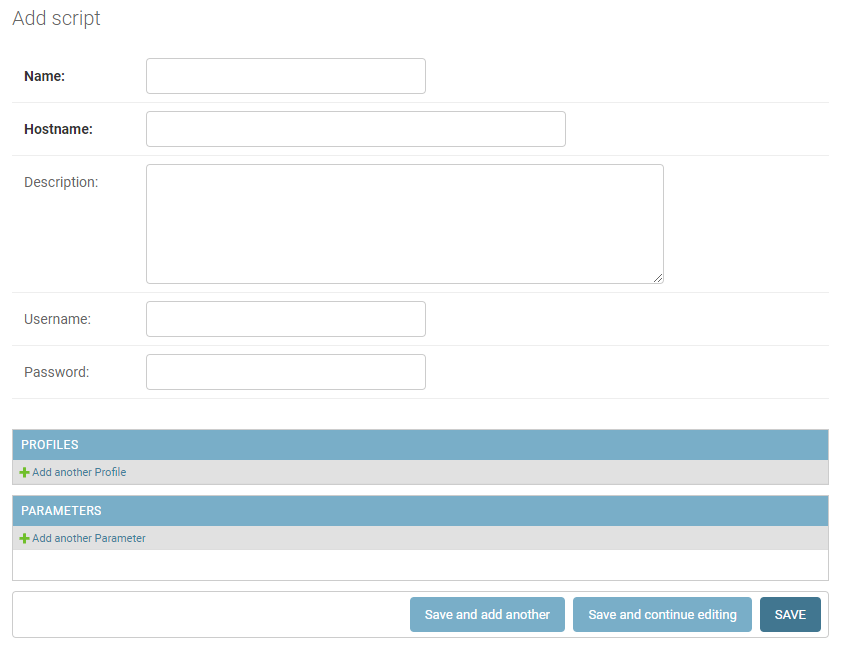 Add script
Name:
Hostname:
Description:
Username:
Password:
PROFILES
Add another Profile
PARAMETERS
Add another Parameter
Save and add another Save and continue editing SAVE